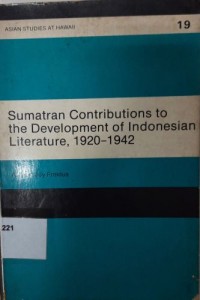 ASIAN STUDIES AT HAWAII
19
Sumatran Contributions to
the Development of Indonesian
Literature, 1920-1942
221